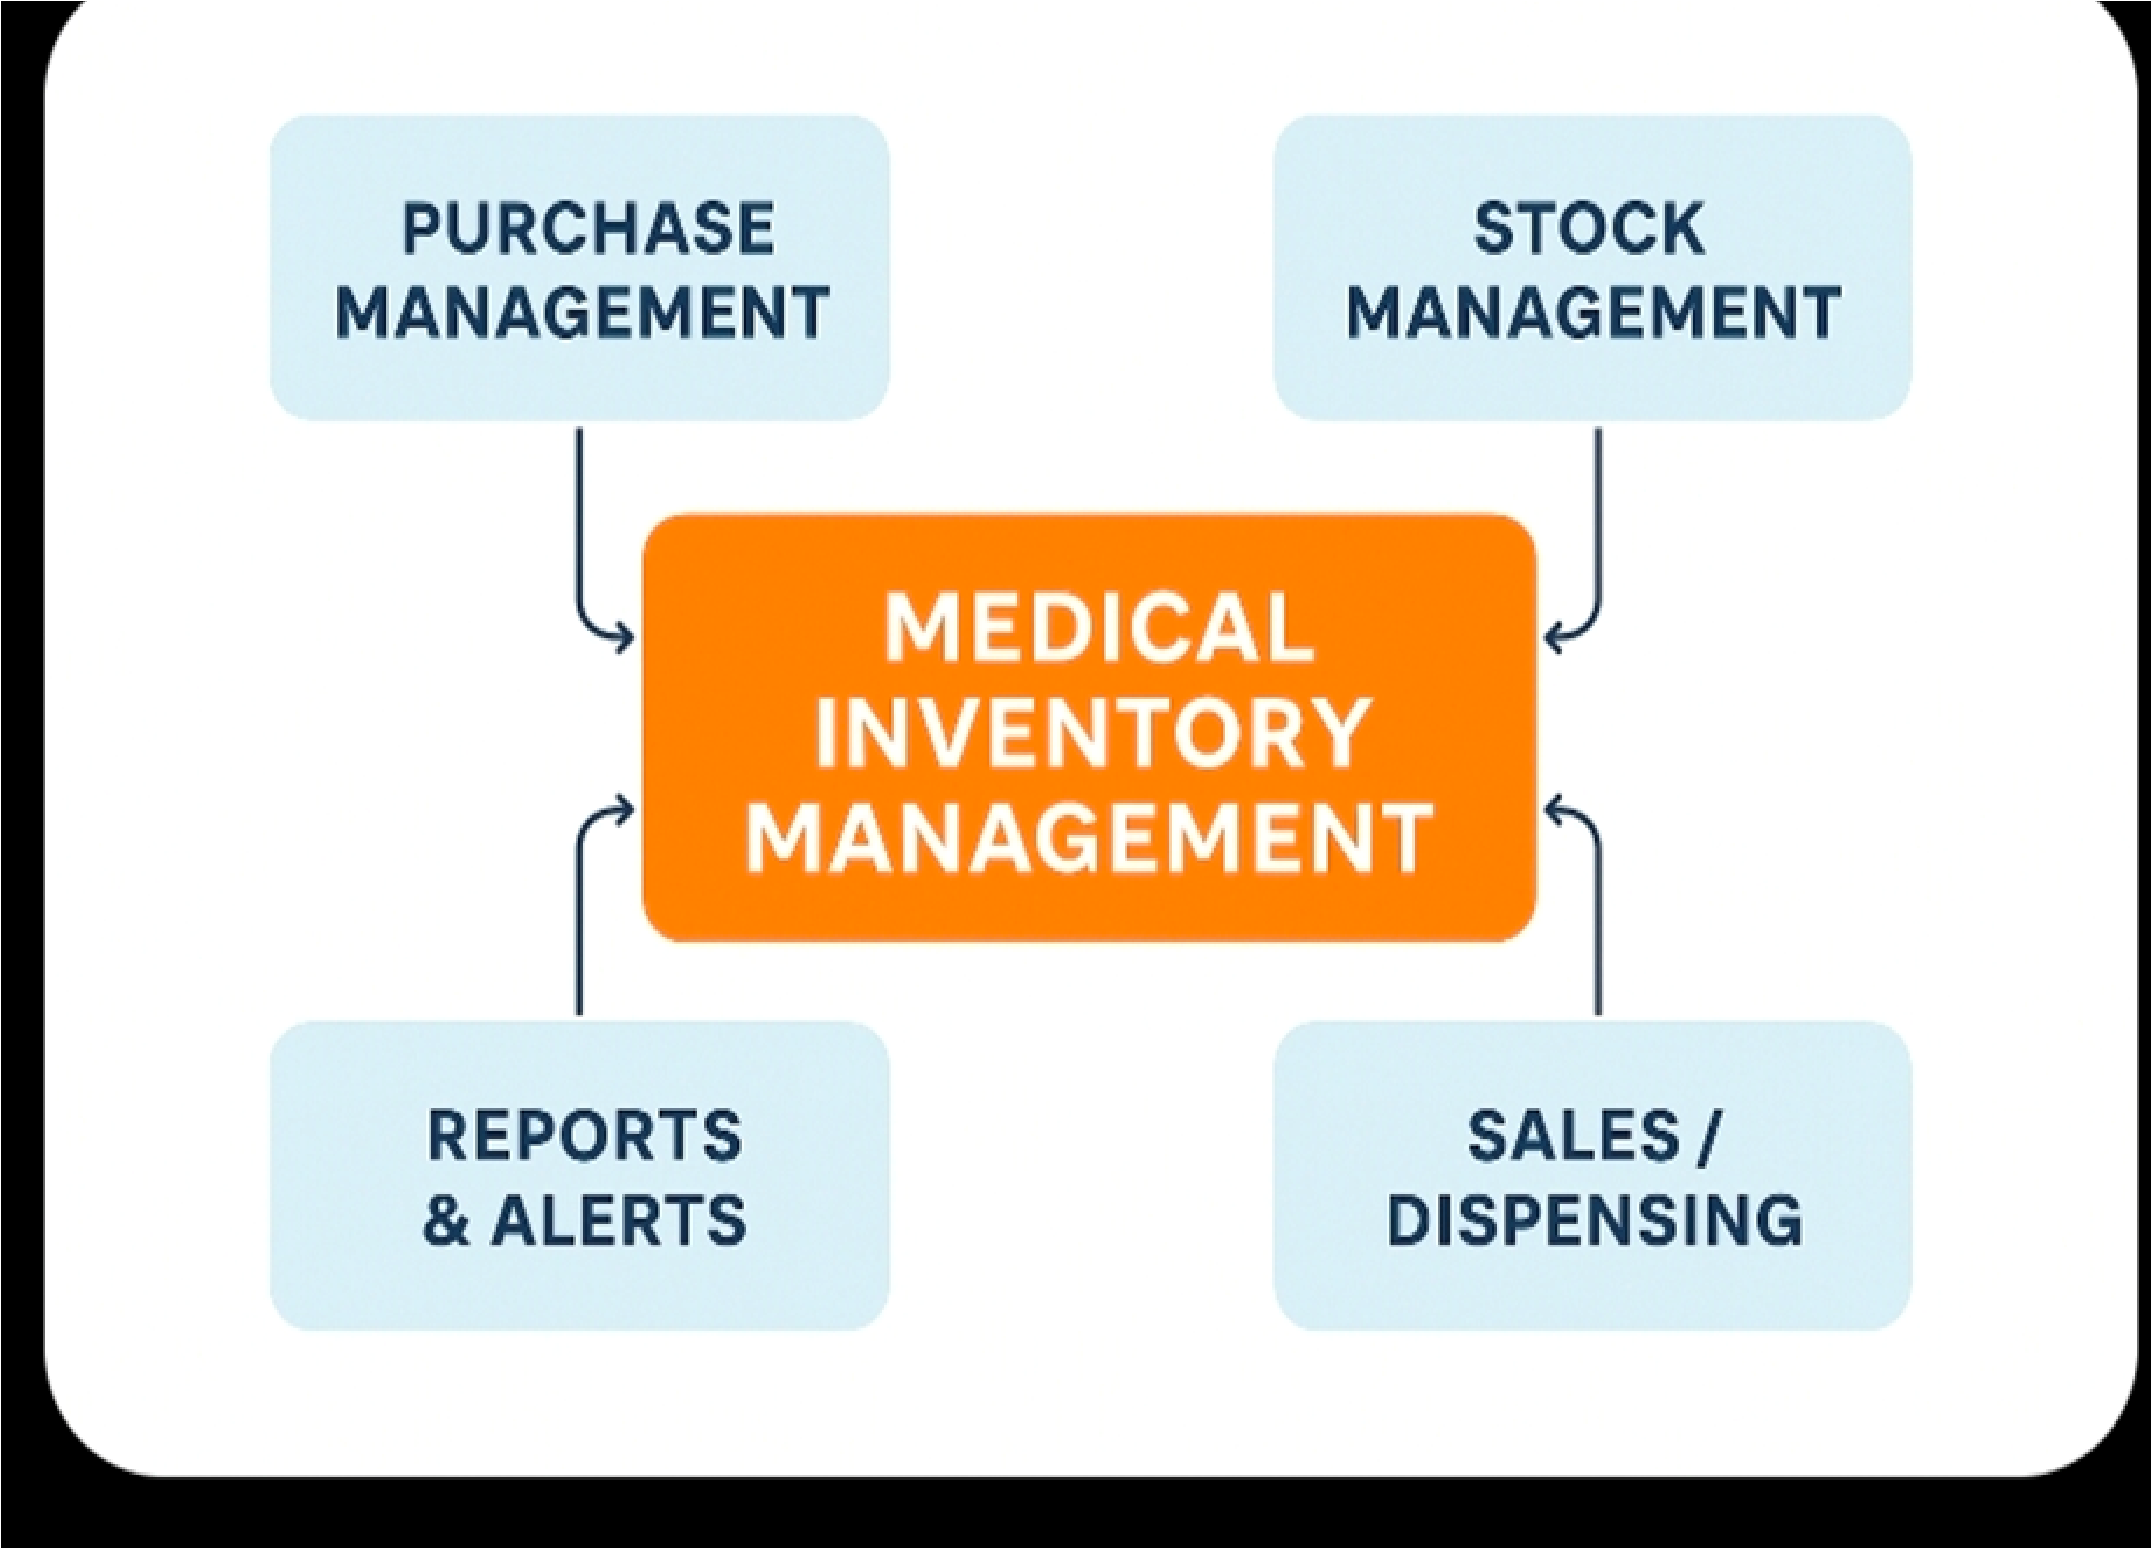 PURCHASE
MANAGEMENT
STOCK
MANAGEMENT
MEDICAL
INVENTORY
MANAGEMENT
REPORTS
& ALERTS
SALES /
DISPENSING